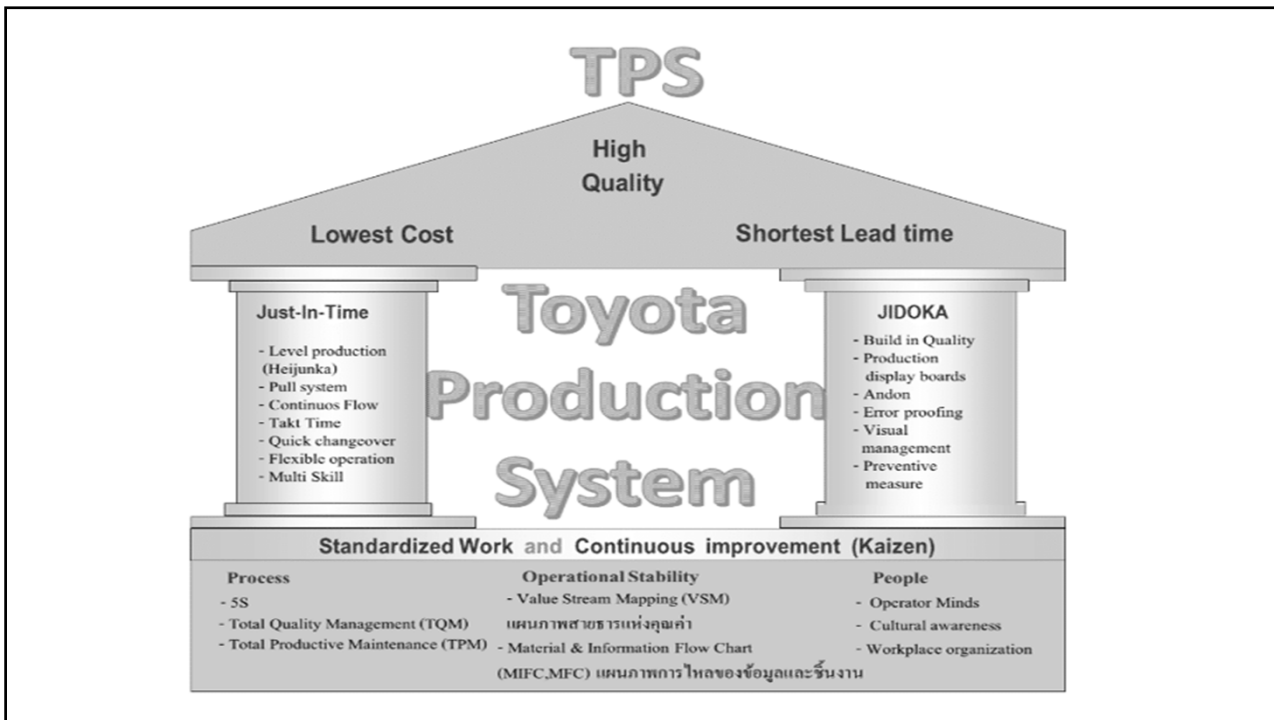 TPS
High
Quality
Lowest Cost
Shortest Lead time
Just-In-Time
- Level production
(Heijunka)
- Pull system
- Continuos Flow
- Takt Time
- Quick changeover
- Flexible operation
- Multi Skill
Toyota
Production
System
JIDOKA
- Build in Quality
- Production
display boards
- Andon
- Error proofing
- Visual
management
- Preventive
measure
Standardized Work and Continuous improvement (Kaizen)
Process
- 5S
- Total Quality Management (TQM)
- Total Productive Maintenance (TPM)
Operational Stability
- Value Stream Mapping (VSM)
แผนภาพสายธารแห่งคุณค่า
- Material & Information Flow Chart
(MIFC,MFC) แผนภาพการไหลของข้อมูลและชิ้นงาน
People
- Operator Minds
- Cultural awareness
- Workplace organization